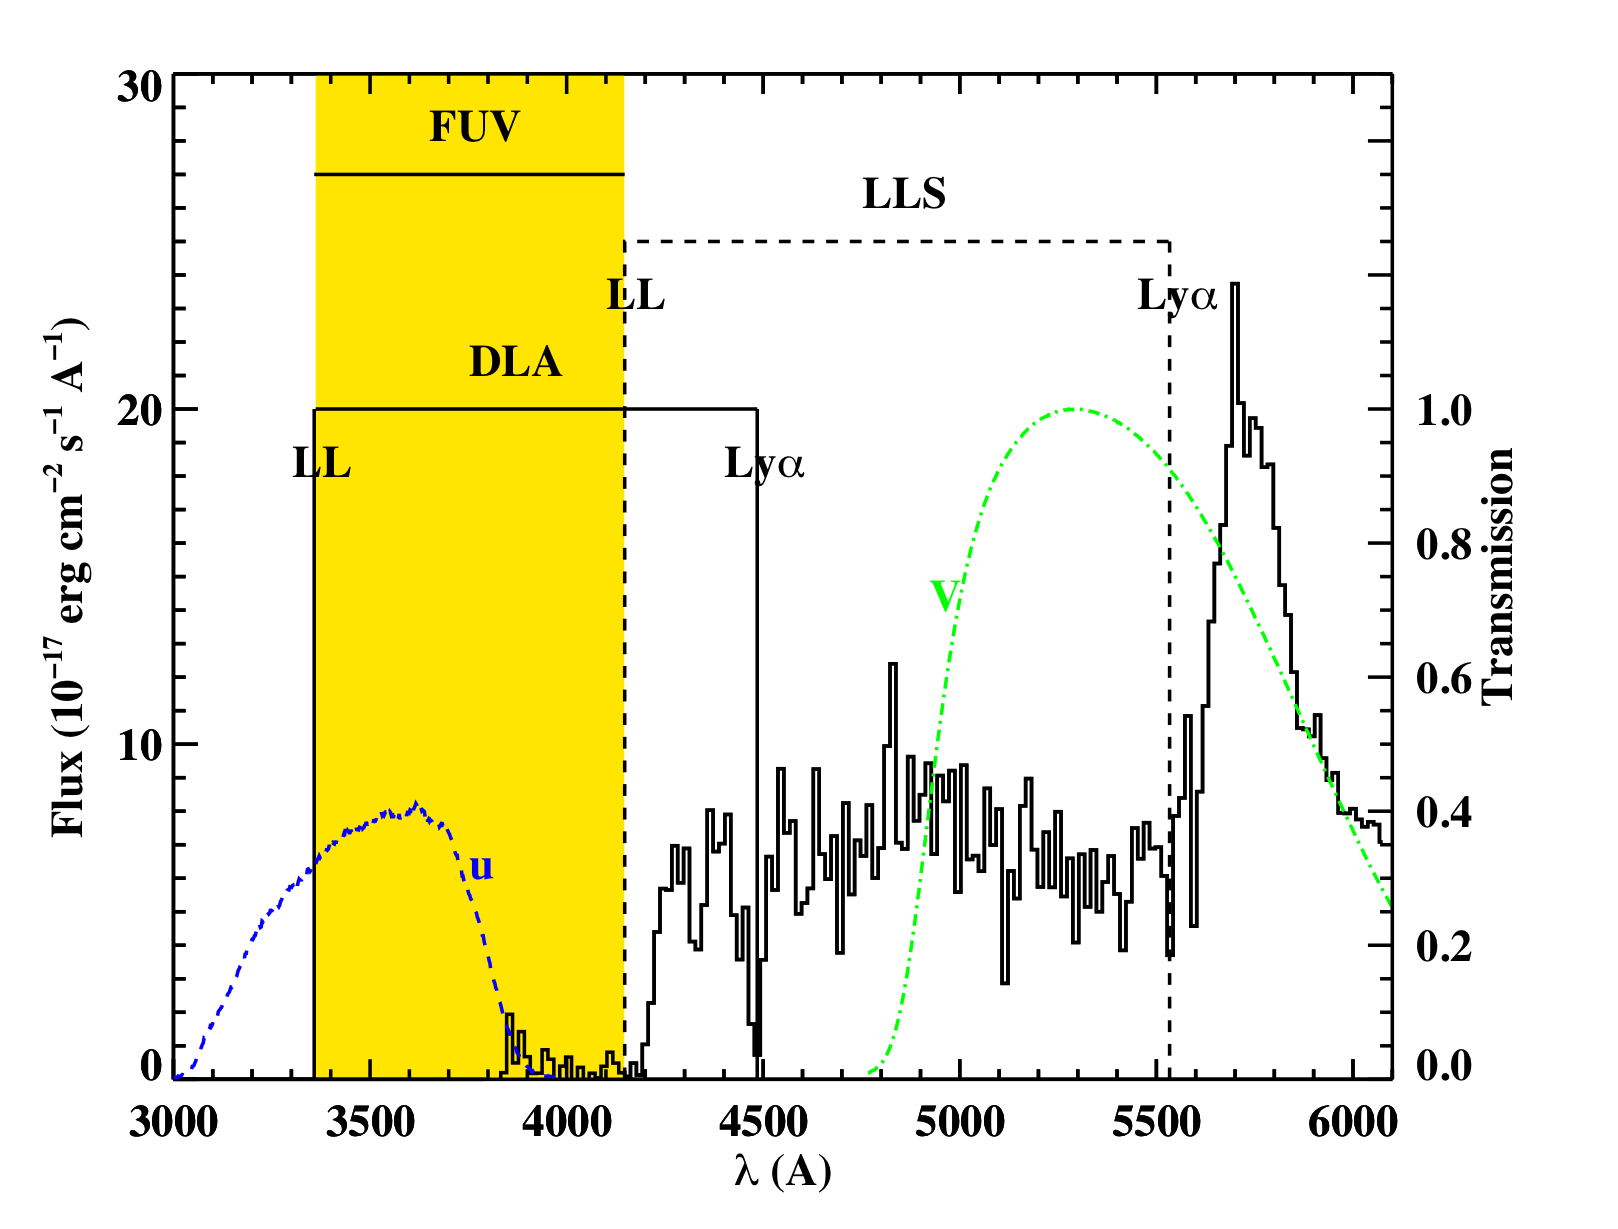 30
FUV
LLS
LL
Lyα
DLA
20
1.0
LL
Lyα
0.8
V
0.6
10
0.4
u
0.2
0
0.0
3000 3500 4000 4500 5000 5500 6000
λ (A)
Flux (10⁻¹⁷ erg cm⁻² s⁻¹ A⁻¹)
Transmission